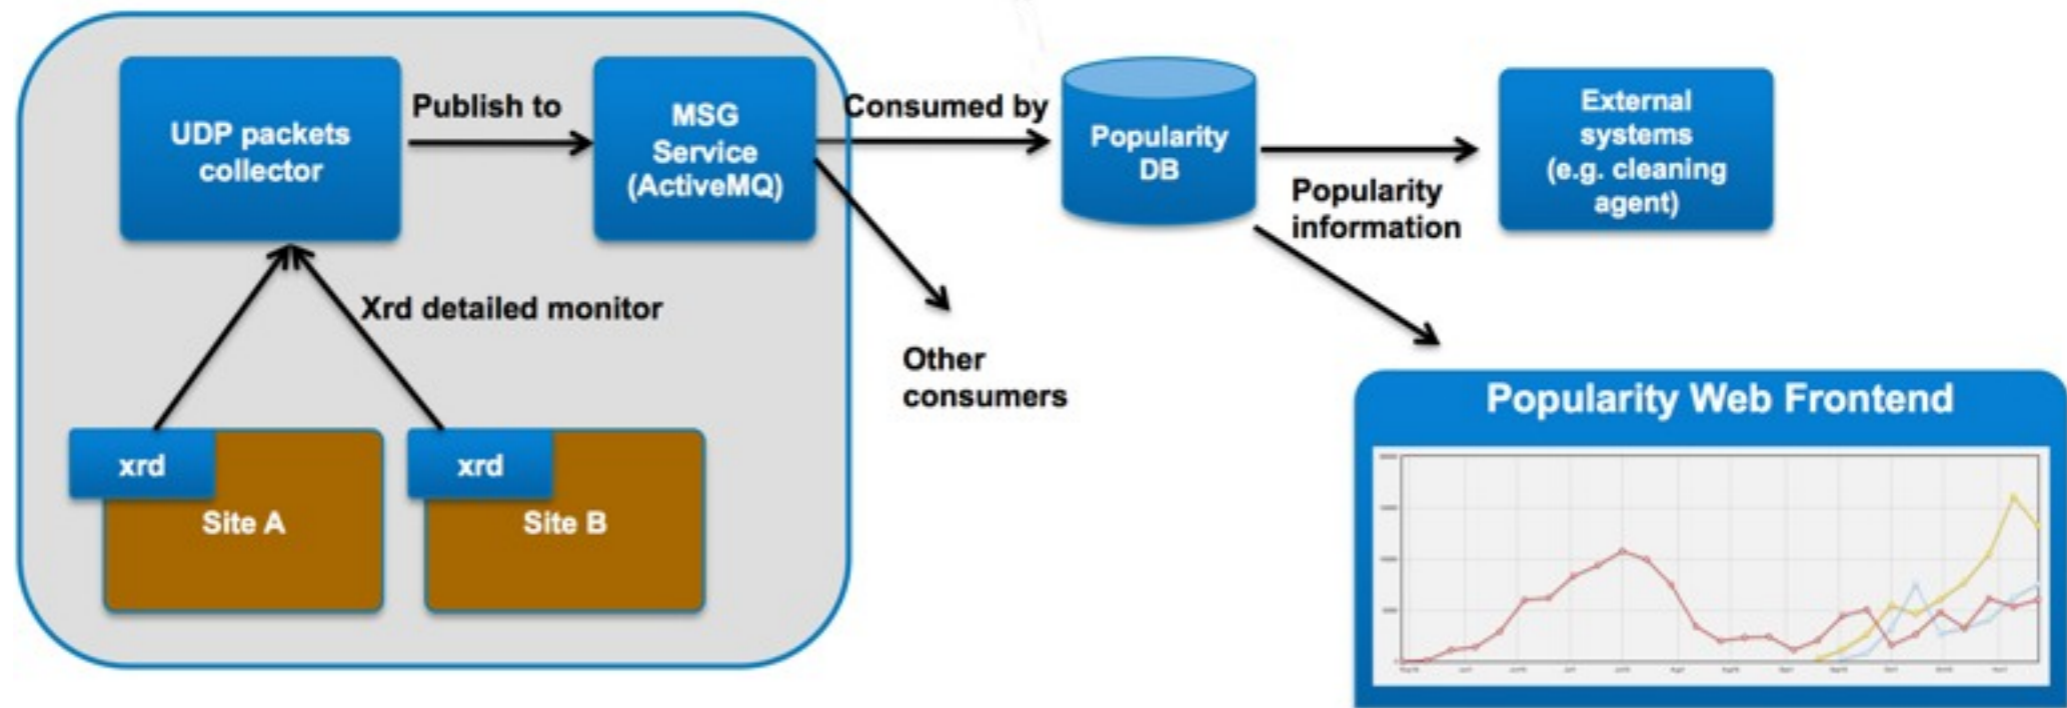 UDP packets
collector
Publish to
MSG
Service
(ActiveMQ)
Consumed by
Popularity
DB
External
systems
(e.g. cleaning
agent)
Popularity
information
Xrd detailed monitor
Other
consumers
xrd
Site A
xrd
Site B
Popularity Web Frontend